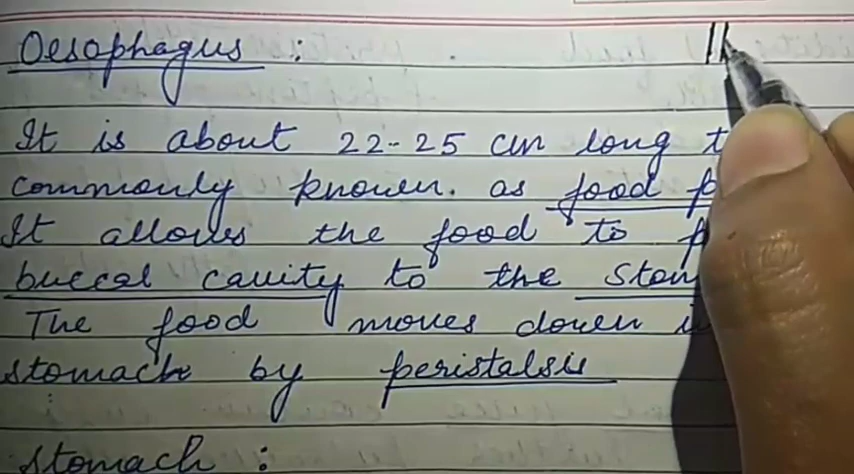 Oesophagus :
It is about 22-25 cm long
commonly known. as food
It allows the food to
buccal cavity to the
The food moves down
stomach by peristalsis
Stomach :